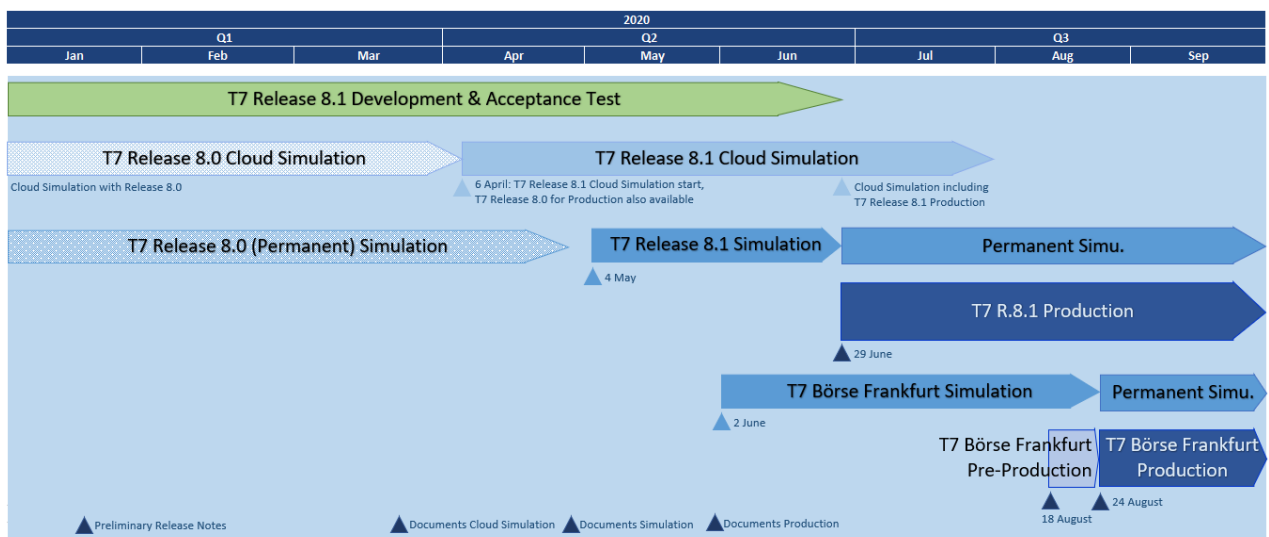 2020
Q1 Q2 Q3
Jan Feb Mar Apr May Jun Jul Aug Sep
T7 Release 8.1 Development & Acceptance Test
T7 Release 8.0 Cloud Simulation
T7 Release 8.1 Cloud Simulation
Cloud Simulation with Release 8.0
6 April: T7 Release 8.1 Cloud Simulation start,
T7 Release 8.0 for Production also available
Cloud Simulation including
T7 Release 8.1 Production
T7 Release 8.0 (Permanent) Simulation
T7 Release 8.1 Simulation
Permanent Simu.
4 May
T7 R.8.1 Production
29 June
T7 Börse Frankfurt Simulation
Permanent Simu.
2 June
T7 Börse Frankfurt
Pre-Production
T7 Börse Frankfurt
Production
18 August
24 August
Preliminary Release Notes
Documents Cloud Simulation
Documents Simulation
Documents Production